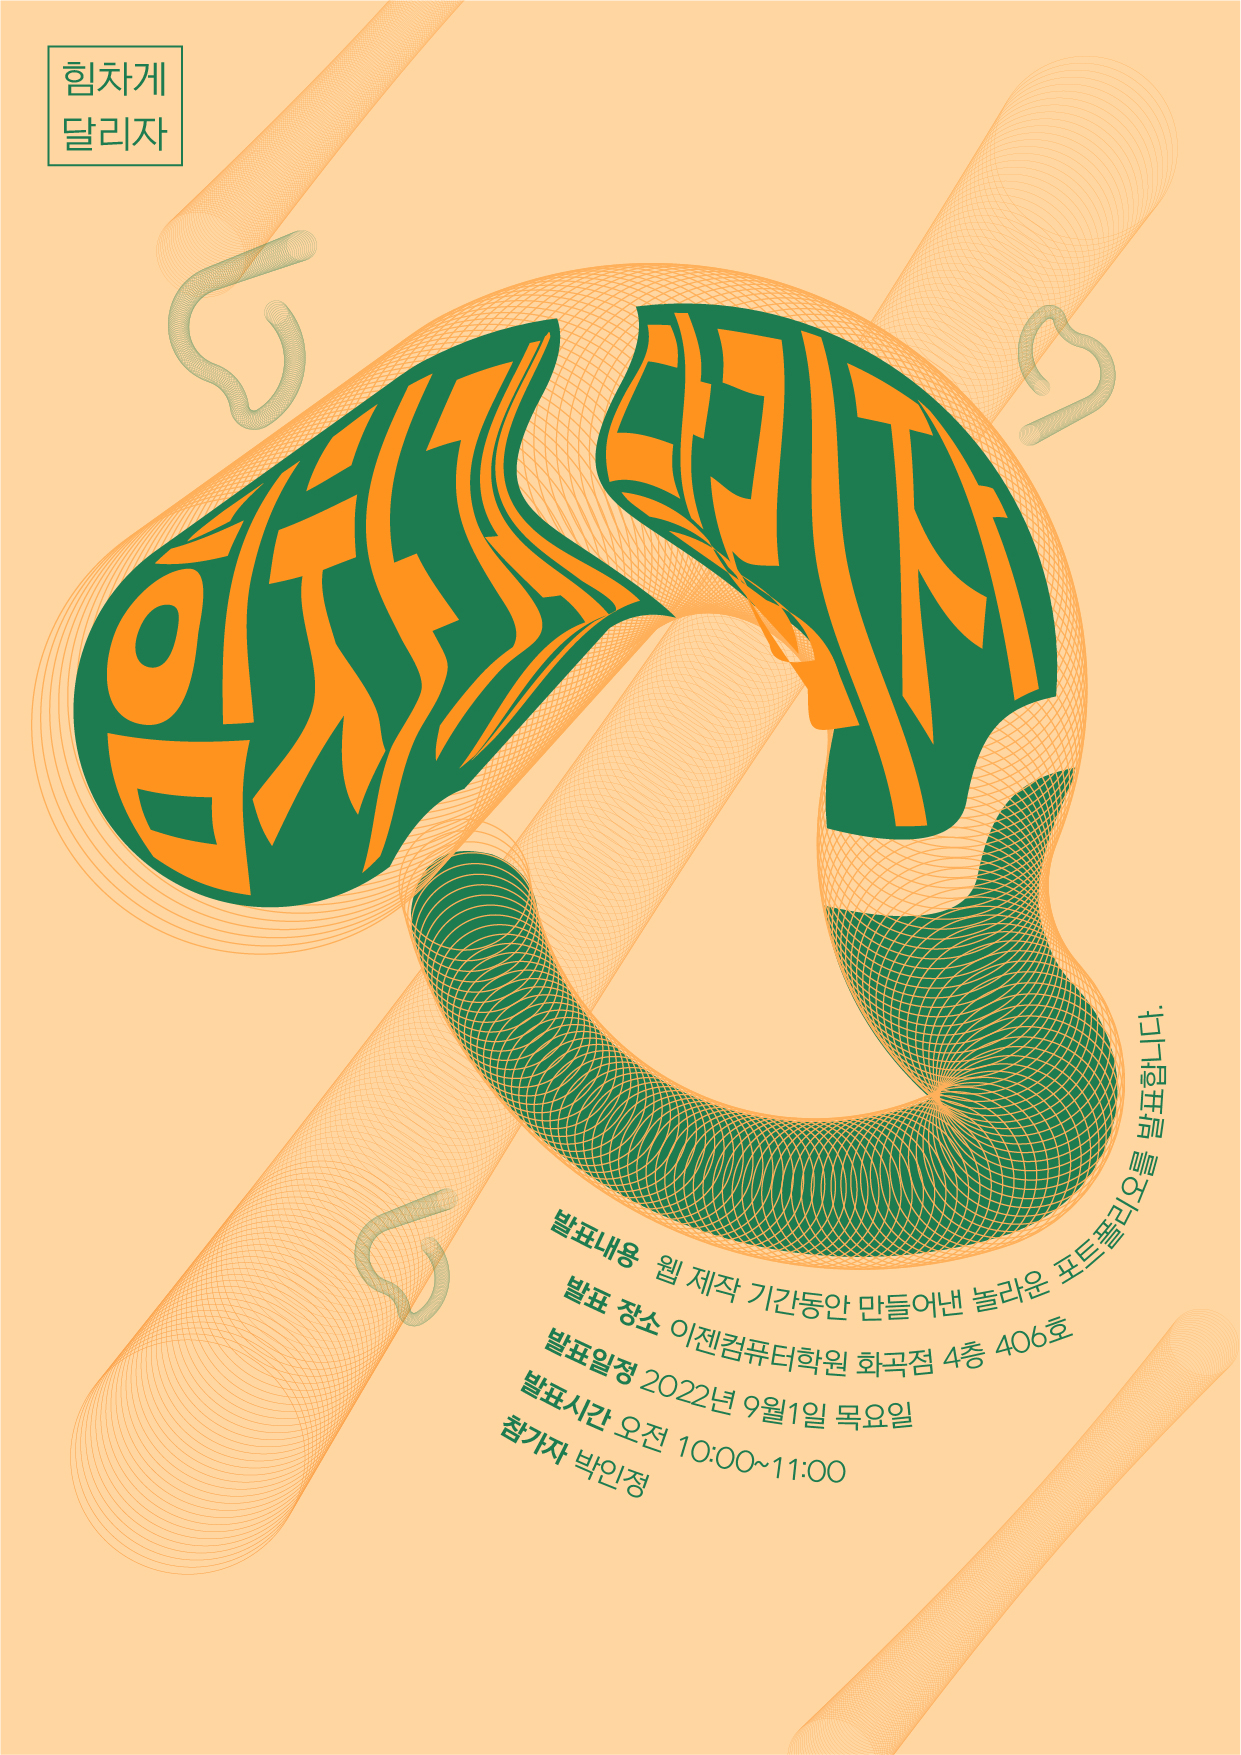 힘차게
달리자
힘차게
달리자
발표내용 웹 제작 기간동안 만들어낸 놀라운 포트폴리오를 발표합니다.
발표 장소 이젠컴퓨터학원 화곡점 4층 406호
발표일정 2022년 9월1일 목요일
발표시간 오전 10:00~11:00
참가자 박인정